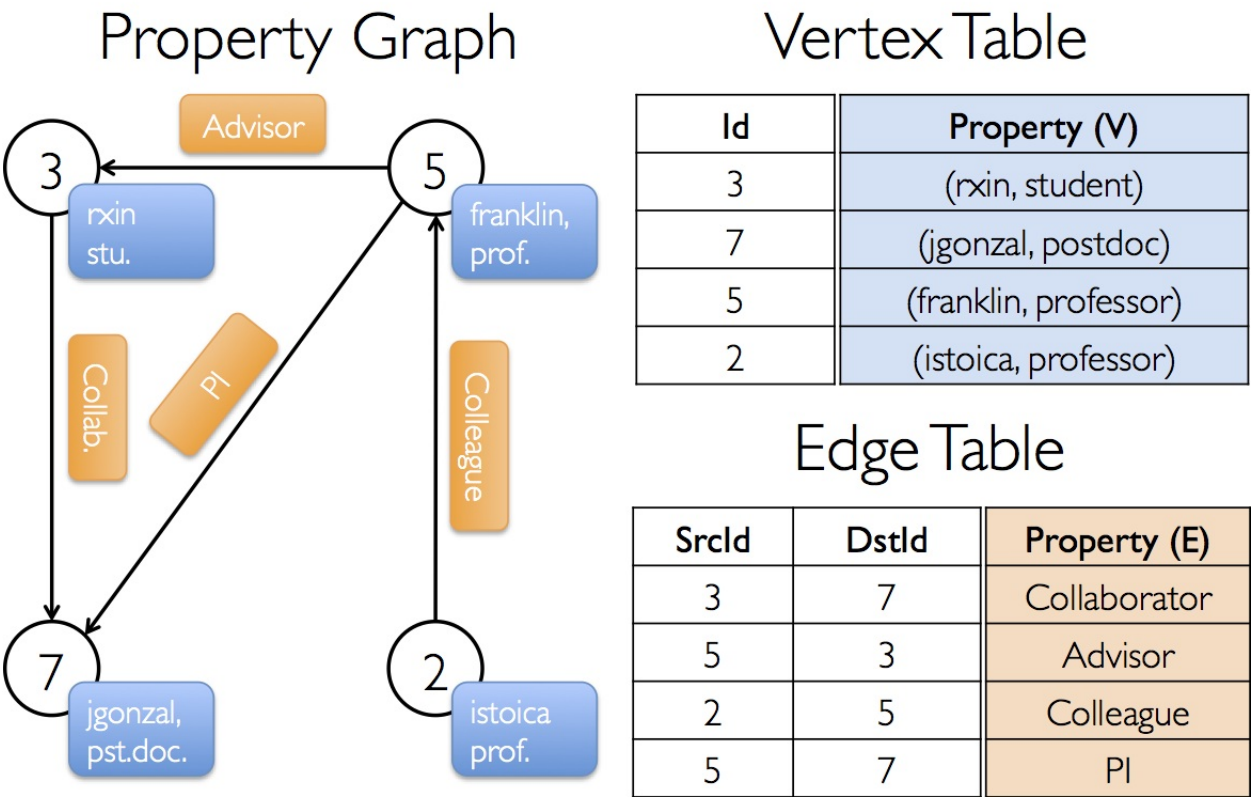 Property Graph
Advisor
3
5
rxin
stu.
franklin,
prof.
Collab.
PI
Colleague
7
2
jgonzal,
pst.doc.
istoica
prof.
Vertex Table
Id Property (V)
3 (rxin, student)
7 (jgonzal, postdoc)
5 (franklin, professor)
2 (istoica, professor)
Edge Table
SrcId DstId Property (E)
3 7 Collaborator
5 3 Advisor
2 5 Colleague
5 7 PI